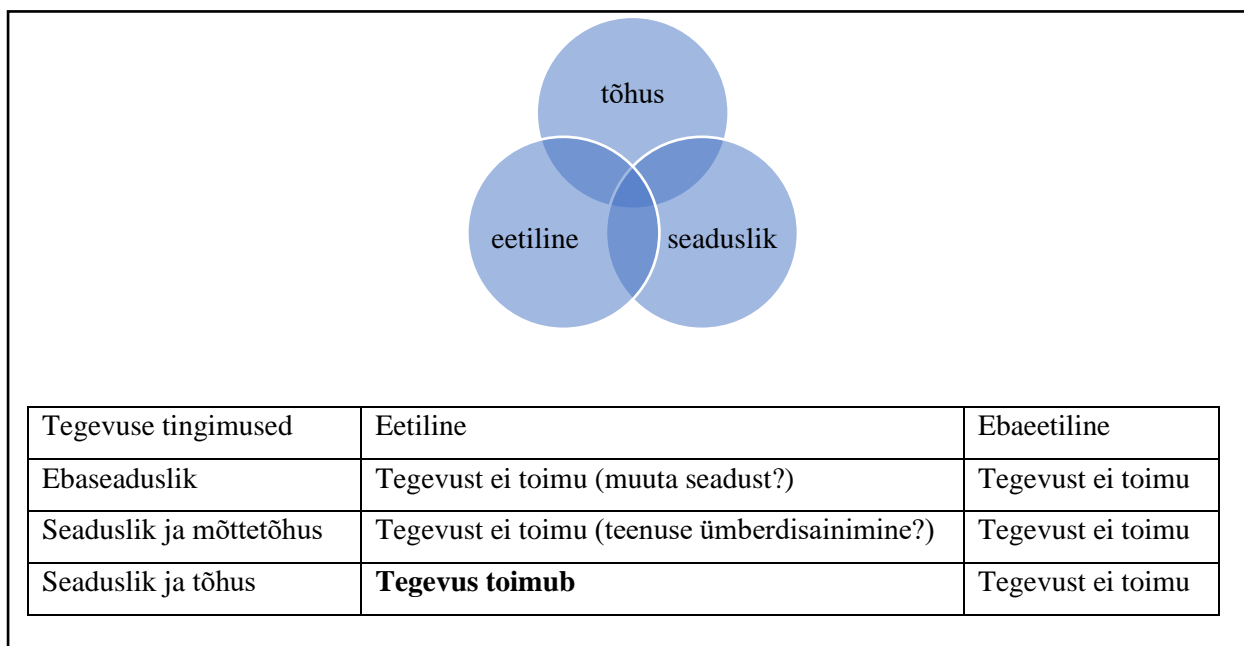 tõhus
eetiline
seaduslik
Tegevuse tingimused Eetiline Ebaeetiline
Ebaseaduslik Tegevust ei toimu (muuta seadust?) Tegevust ei toimu
Seaduslik ja mõttetõhus Tegevust ei toimu (teenuse ümberdisainimine?) Tegevust ei toimu
Seaduslik ja tõhus Tegevus toimub Tegevust ei toimu